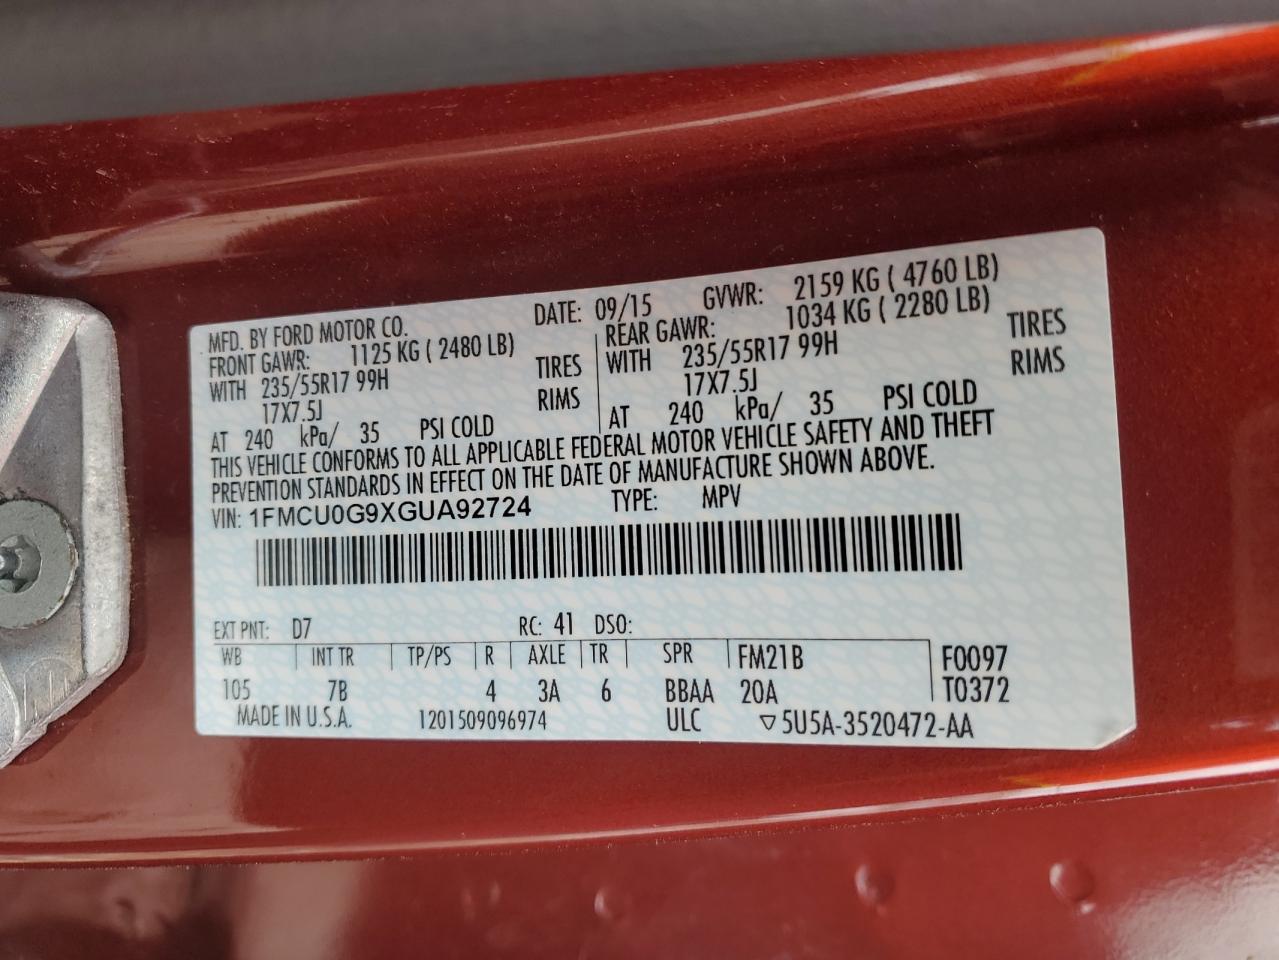 MFD. BY FORD MOTOR CO. DATE: 09/15 GVWR: 2159 KG ( 4760 LB)
FRONT GAWR: 1125 KG ( 2480 LB) REAR GAWR: 1034 KG ( 2280 LB)
WITH 235/55R17 99H TIRES WITH 235/55R17 99H TIRES
17X7.5J RIMS 17X7.5J RIMS
AT 240 kPa/ 35 PSI COLD AT 240 kPa/ 35 PSI COLD
THIS VEHICLE CONFORMS TO ALL APPLICABLE FEDERAL MOTOR VEHICLE SAFETY AND THEFT
PREVENTION STANDARDS IN EFFECT ON THE DATE OF MANUFACTURE SHOWN ABOVE.
VIN: 1FMCU0G9XGUA92724 TYPE: MPV
EXT PNT: D7 RC: 41 DSO:
WB INT TR TP/PS R AXLE TR SPR FM21B F0097
105 7B 4 3A 6 BBAA 20A T0372
MADE IN U.S.A. 1201509096974 ULC ▽5U5A-3520472-AA